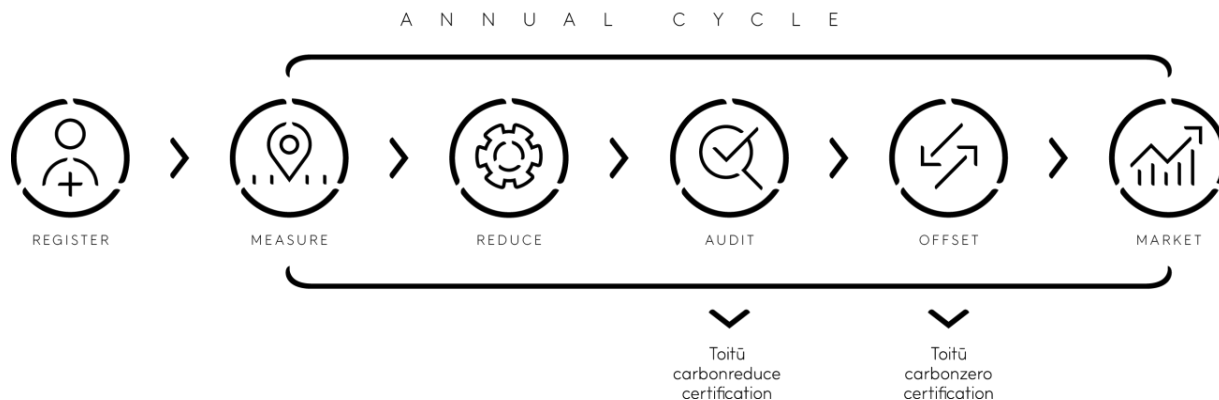 ANNUAL CYCLE
REGISTER
MEASURE
REDUCE
AUDIT
OFFSET
MARKET
Toitū
carbonreduce
certification
Toitū
carbonzero
certification